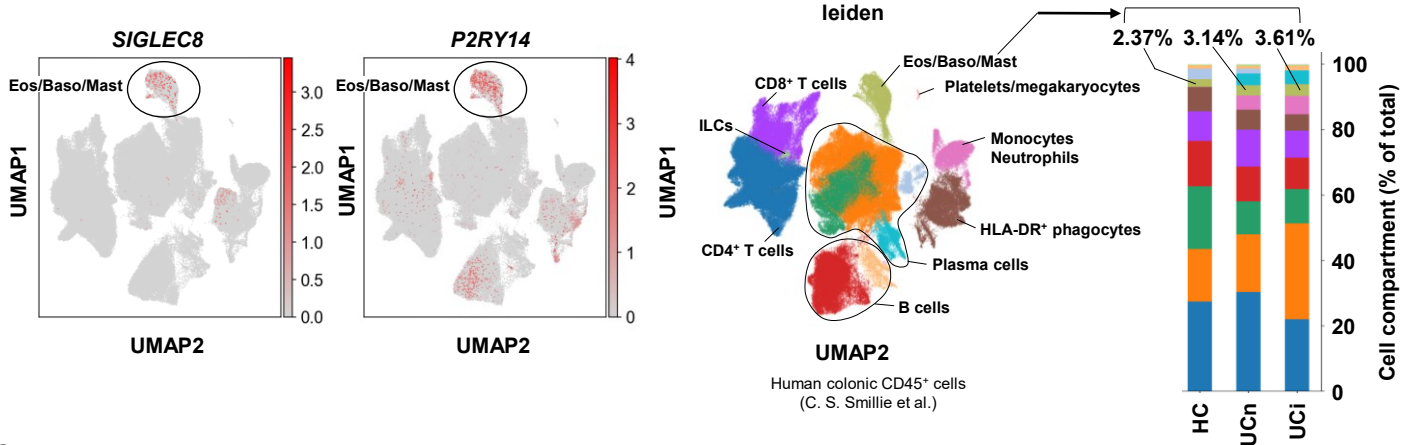 SIGLEC8
Eos/Baso/Mast
UMAP1
UMAP2
3.0
2.5
2.0
1.5
1.0
0.5
0.0
P2RY14
Eos/Baso/Mast
UMAP1
UMAP2
4
3
2
1
0
leiden
Eos/Baso/Mast
Platelets/megakaryocytes
CD8⁺ T cells
ILCs
Monocytes
Neutrophils
HLA-DR⁺ phagocytes
CD4⁺ T cells
Plasma cells
B cells
UMAP1
UMAP2
Human colonic CD45⁺ cells
(C. S. Smillie et al.)
2.37% 3.14% 3.61%
100
80
60
40
20
0
Cell compartment (% of total)
HC
UCn
UCi